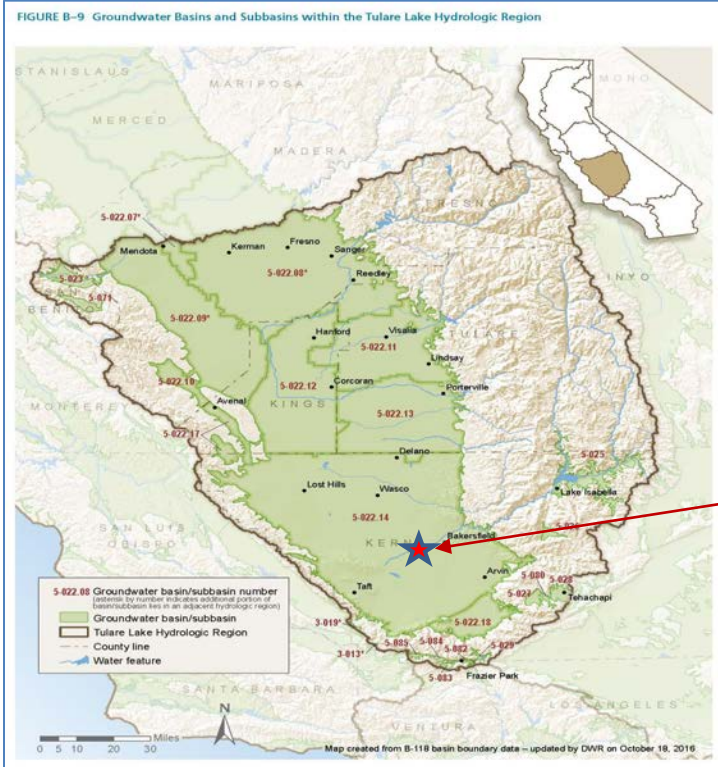 FIGURE B–9 Groundwater Basins and Subbasins within the Tulare Lake Hydrologic Region
STANISLAUS
MARIPOSA
MONO
MERCED
MADERA
FRESNO
5-022.07*
Mendota
Kerman
Fresno
Sanger
5-022.08*
Reedley
INYO
5-023*
SAN
BENITO
5-071
5-022.09*
Hanford
Visalia
TULARE
5-022.11
Lindsay
5-022.10
5-022.12
Corcoran
Porterville
KINGS
5-022.13
MONTEREY
Avenal
5-022.17
5-025
Delano
Lost Hills
Wasco
Lake Isabella
5-022.14
SAN LUIS
OBISPO
KERN
Bakersfield
Arvin
5-080
5-028
5-027
Tehachapi
Taft
5-022.18
3-019*
5-085
5-084
5-082
5-029
3-013*
5-083
Frazier Park
5-022.08 Groundwater basin/subbasin number
(asterisk by number indicates additional portion of
basin/subbasin lies in an adjacent hydrologic region)
Groundwater basin/subbasin
Tulare Lake Hydrologic Region
County line
Water feature
SANTA BARBARA
LOS ANGELES
VENTURA
N
Miles
0 5 10 20 30
Map created from B-118 basin boundary data – updated by DWR on October 18, 2016